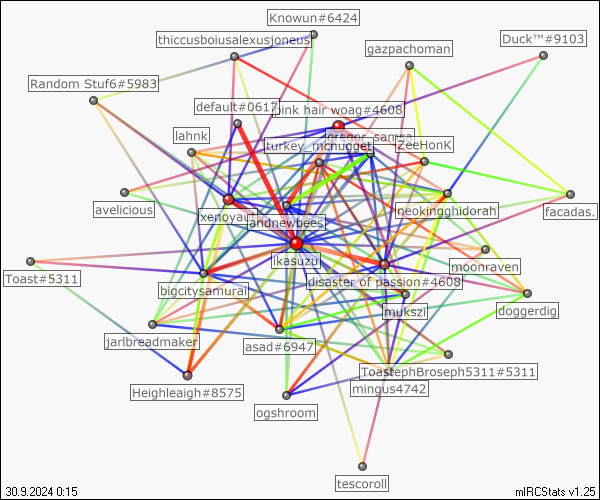 Knowun#6424
thiccusboiusalexusjoneus
Duck™#9103
gazpachoman
Random Stuf6#5983
default#0617
pink hair woag#4608
lahnk
gregor_samsa
turkey_mcnugget
ZeeHonK
avelicious
xenoyau
andnewbees
neokingghidorah
facadas.
ikasuzu
moonraven
Toast#5311
bigcitysamurai
disaster of passion#4608
mukszi
doggerdig
jarlbreadmaker
asad#6947
ToastephBroseph5311#5311
Heighleaigh#8575
mingus4742
ogshroom
tescoroll
30.9.2024 0:15
mIRCStats v1.25